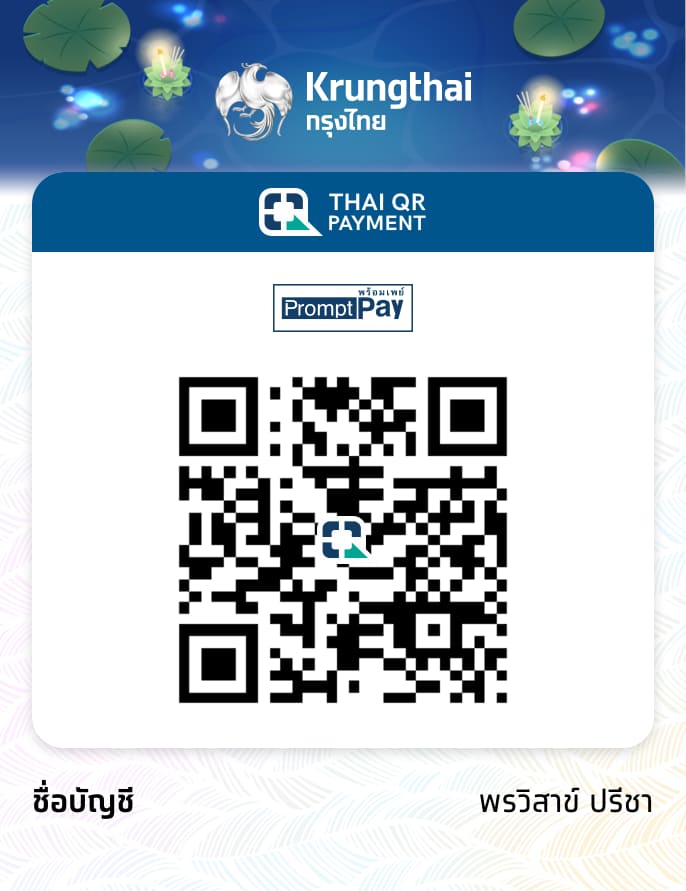 Krungthai
กรุงไทย
THAI QR
PAYMENT
พร้อมเพย์
PromptPay
ชื่อบัญชี
พรวิสาข์ ปรีชา